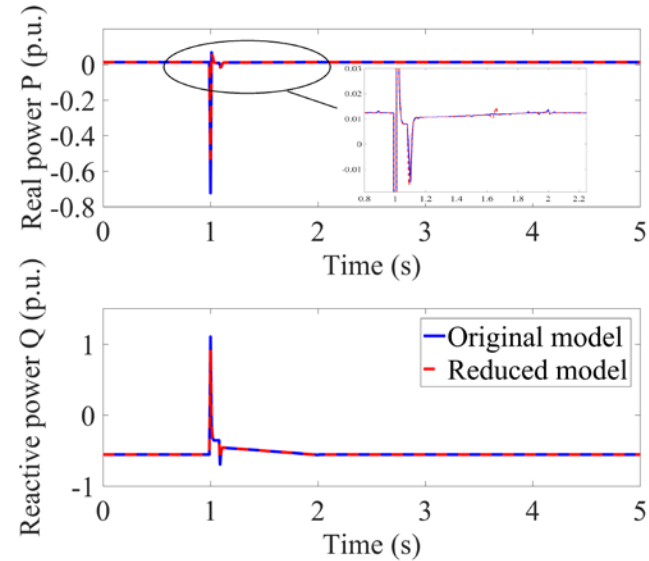 Real power P (p.u.)
0
-0.2
-0.4
-0.6
-0.8
0.03
0.02
0.01
0
-0.01
0.8 1 1.2 1.4 1.6 1.8 2 2.2
0 1 2 3 4 5
Time (s)
Reactive power Q (p.u.)
1
0
-1
Original model
Reduced model
0 1 2 3 4 5
Time (s)